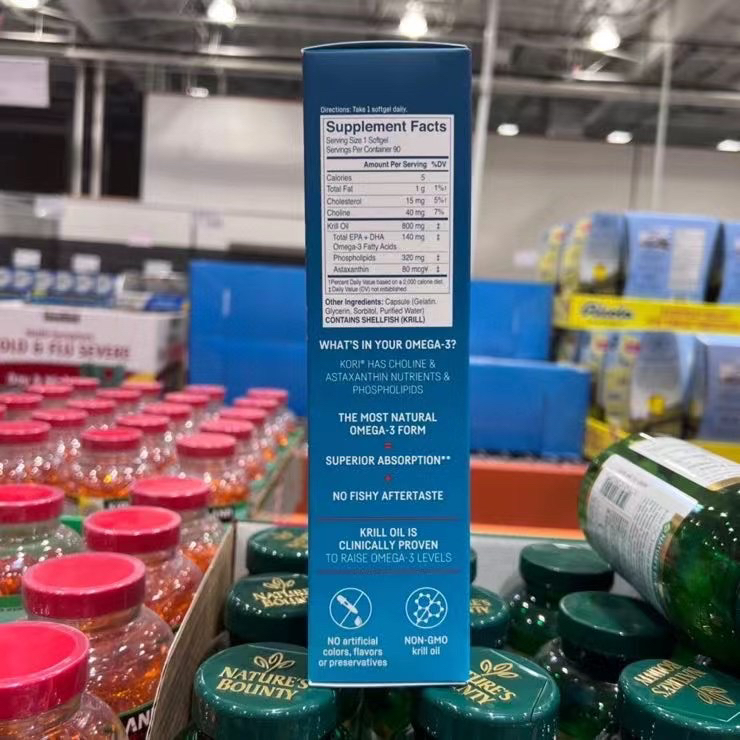 Directions: Take 1 softgel daily.
Supplement Facts
Serving Size 1 Softgel
Servings Per Container 90
Amount Per Serving %DV
Calories 5
Total Fat 1 g 1%†
Cholesterol 15 mg 5%†
Choline 40 mg 7%
Krill Oil 800 mg ‡
Total EPA + DHA 140 mg ‡
Omega-3 Fatty Acids
Phospholipids 320 mg ‡
Astaxanthin 80 mcg ‡
†Percent Daily Value based on a 2,000 calorie diet.
‡Daily Value (DV) not established
Other Ingredients: Capsule (Gelatin,
Glycerin, Sorbitol, Purified Water)
CONTAINS SHELLFISH (KRILL)
WHAT'S IN YOUR OMEGA-3?
KORI® HAS CHOLINE &
ASTAXANTHIN NUTRIENTS &
PHOSPHOLIPIDS
THE MOST NATURAL
OMEGA-3 FORM
=
SUPERIOR ABSORPTION**
+
NO FISHY AFTERTASTE
KRILL OIL IS
CLINICALLY PROVEN
TO RAISE OMEGA-3 LEVELS
NO artificial
colors, flavors
or preservatives
NON-GMO
krill oil
NATURE'S
BOUNTY